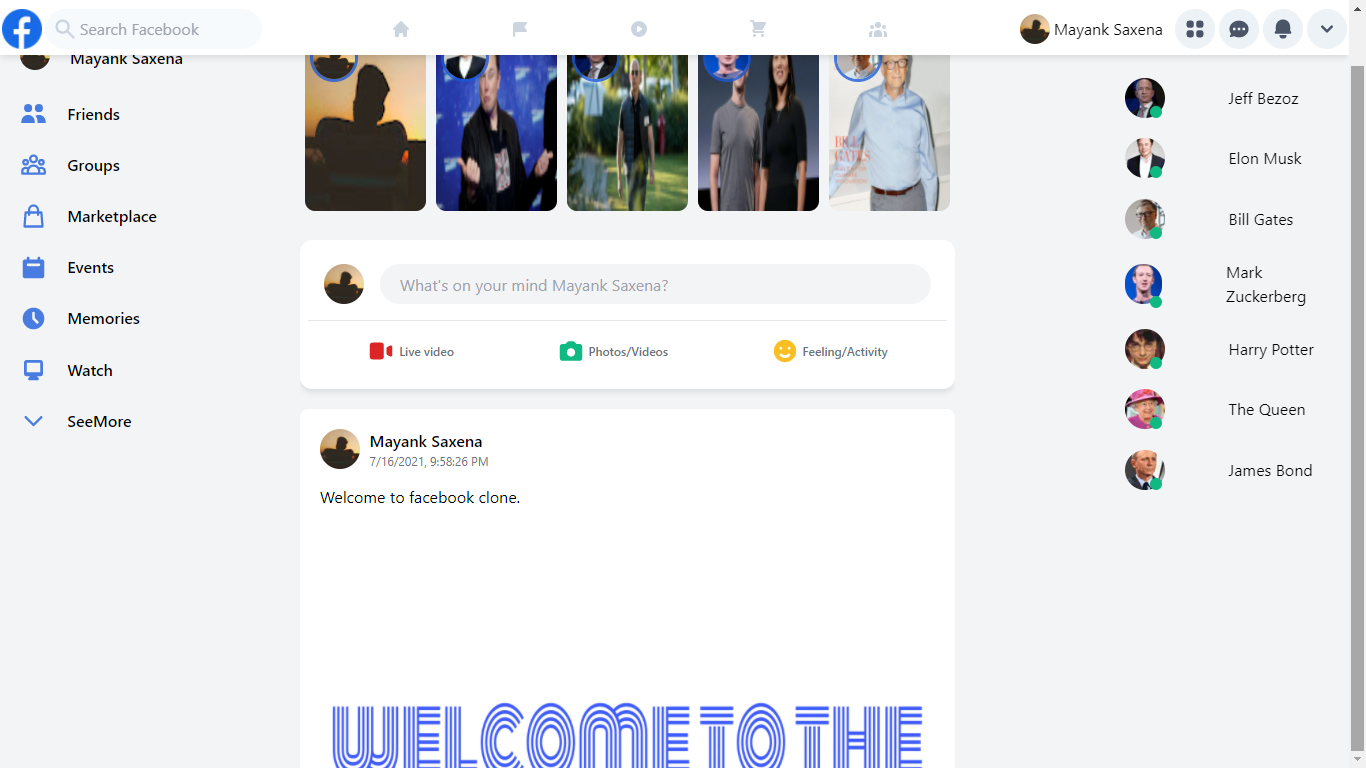 Search Facebook
Mayank Saxena
Mayank Saxena
Friends
Groups
Marketplace
Events
Memories
Watch
SeeMore
BILL
GATES
What's on your mind Mayank Saxena?
Live video
Photos/Videos
Feeling/Activity
Mayank Saxena
7/16/2021, 9:58:26 PM
Welcome to facebook clone.
WELCOME TO THE
Jeff Bezoz
Elon Musk
Bill Gates
Mark
Zuckerberg
Harry Potter
The Queen
James Bond